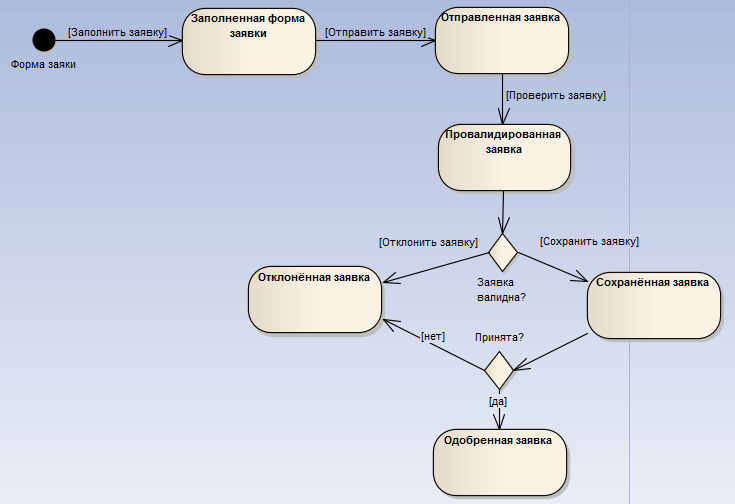 [Заполнить заявку]
Заполненная форма
заявки
[Отправить заявку]
Отправленная заявка
Форма заяки
[Проверить заявку]
Провалидированная
заявка
[Отклонить заявку]
[Сохранить заявку]
Заявка
валидна?
Отклонённая заявка
Сохранённая заявка
[нет]
Принята?
[да]
Одобренная заявка